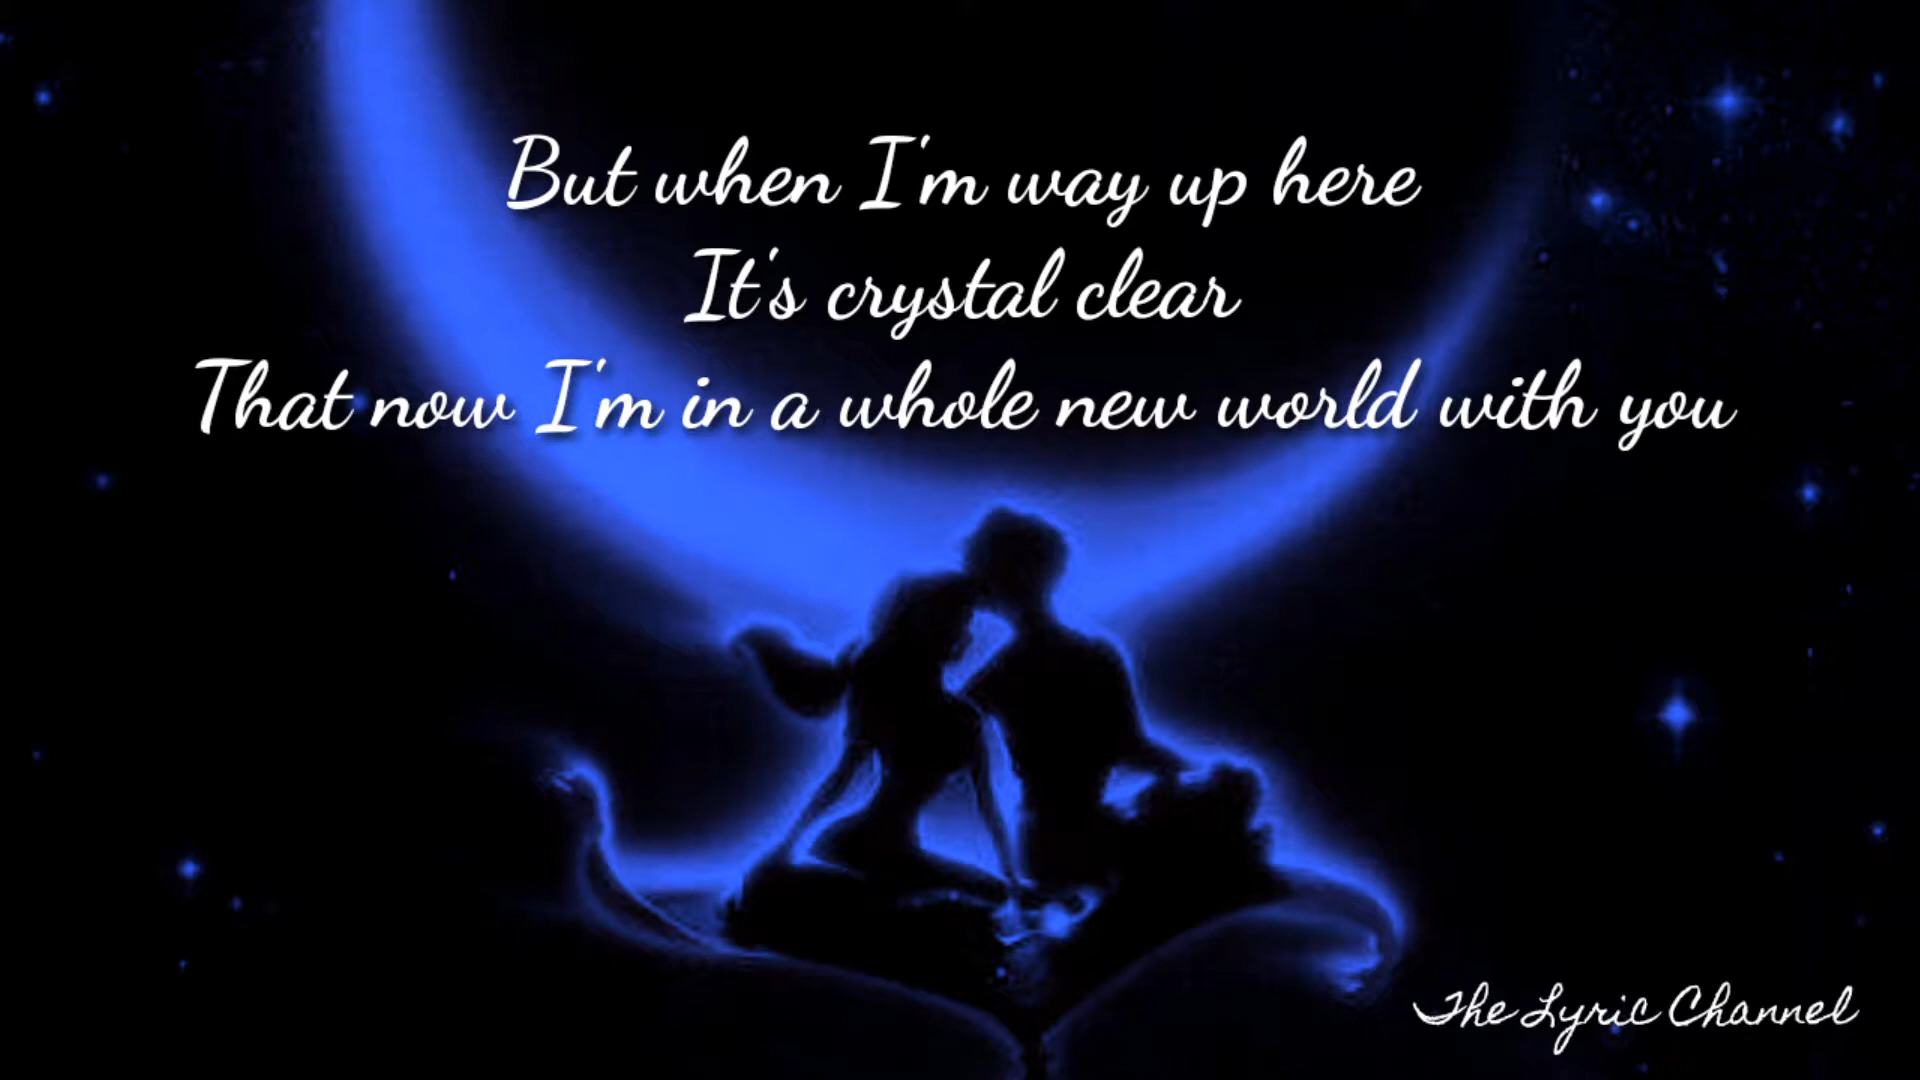 But when I'm way up here
It's crystal clear
That now I'm in a whole new world with you
The Lyric Channel